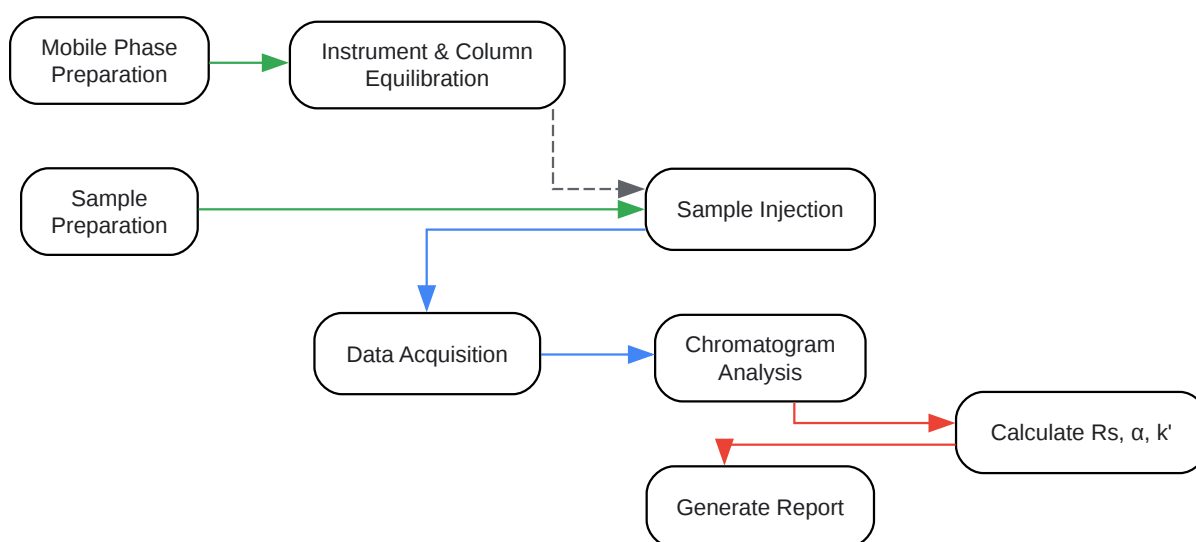 Mobile Phase
Preparation
Instrument & Column
Equilibration
Sample
Preparation
Sample Injection
Data Acquisition
Chromatogram
Analysis
Calculate Rs, α, k'
Generate Report